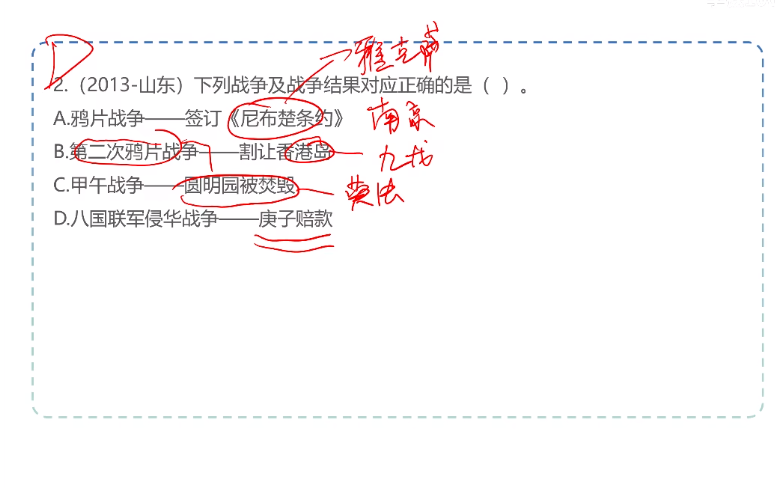 D
雅克萨
2.（2013-山东）下列战争及战争结果对应正确的是（ ）。
A.鸦片战争——签订《尼布楚条约》 南京
B.第二次鸦片战争——割让香港岛 九龙
C.甲午战争——圆明园被焚毁 英法
D.八国联军侵华战争——庚子赔款